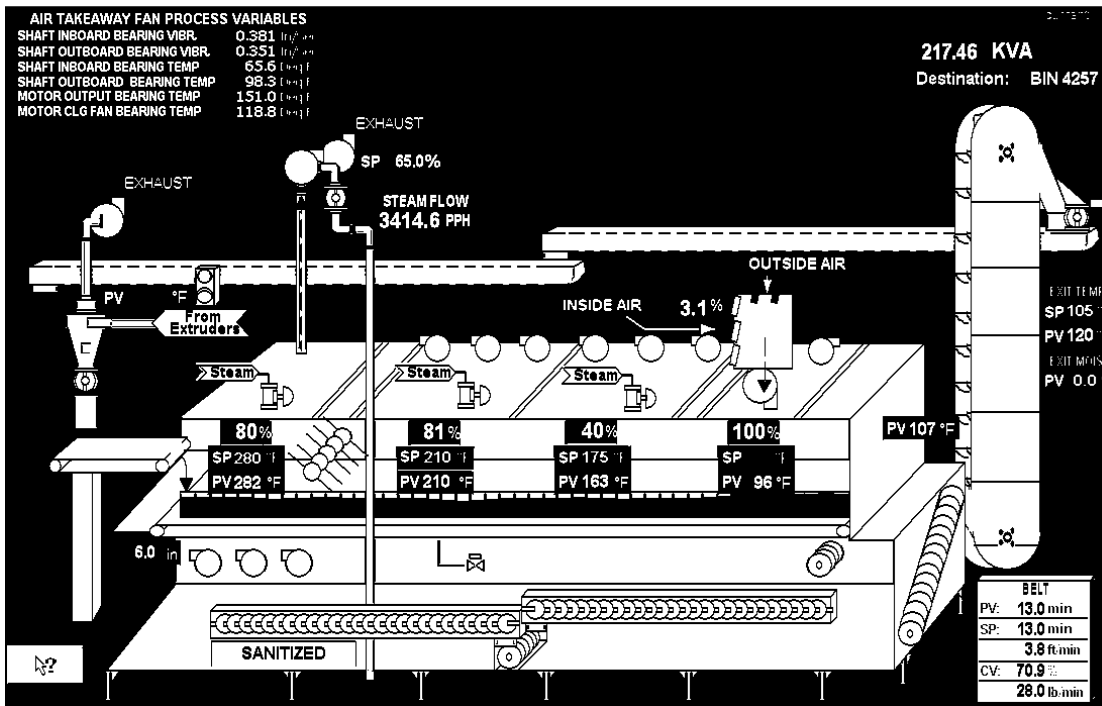 AIR TAKEAWAY FAN PROCESS VARIABLES
SHAFT INBOARD BEARING VIBR. 0.381
SHAFT OUTBOARD BEARING VIBR. 0.351
SHAFT INBOARD BEARING TEMP 65.6
SHAFT OUTBOARD BEARING TEMP 98.3
MOTOR OUTPUT BEARING TEMP 151.0
MOTOR CLG FAN BEARING TEMP 118.8
217.46 KVA
Destination: BIN 4257
EXHAUST
SP 65.0%
EXHAUST
STEAM FLOW
3414.6 PPH
OUTSIDE AIR
INSIDE AIR 3.1%
PV °F
From
Extruders
EXIT TEMP
SP 105
PV 120
EXIT MOIS
PV 0.0
Steam
Steam
Steam
80% 81% 40% 100%
SP 280 °F SP 210 °F SP 175 °F SP °F
PV 282 °F PV 210 °F PV 163 °F PV 96 °F
PV 107 °F
6.0 in
SANITIZED
?
BELT
PV: 13.0 min
SP: 13.0 min
3.8 ft/min
CV: 70.9 %
28.0 lb/min